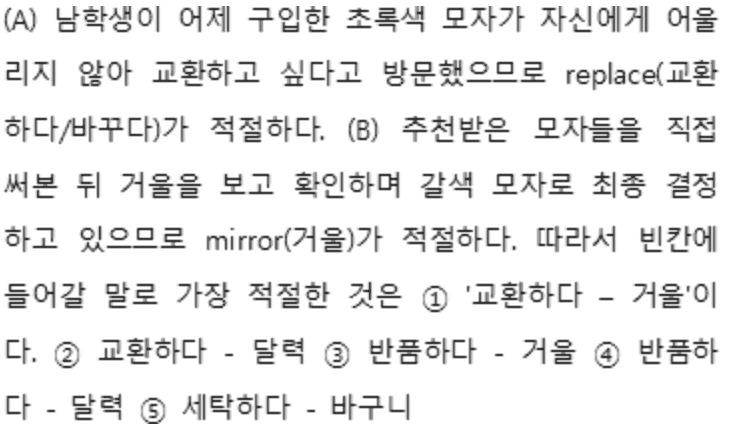 (A) 남학생이 어제 구입한 초록색 모자가 자신에게 어울
리지 않아 교환하고 싶다고 방문했으므로 replace(교환
하다/바꾸다)가 적절하다. (B) 추천받은 모자들을 직접
써본 뒤 거울을 보고 확인하며 갈색 모자로 최종 결정
하고 있으므로 mirror(거울)가 적절하다. 따라서 빈칸에
들어갈 말로 가장 적절한 것은 ① '교환하다 – 거울'이
다. ② 교환하다 - 달력 ③ 반품하다 - 거울 ④ 반품하
다 - 달력 ⑤ 세탁하다 - 바구니